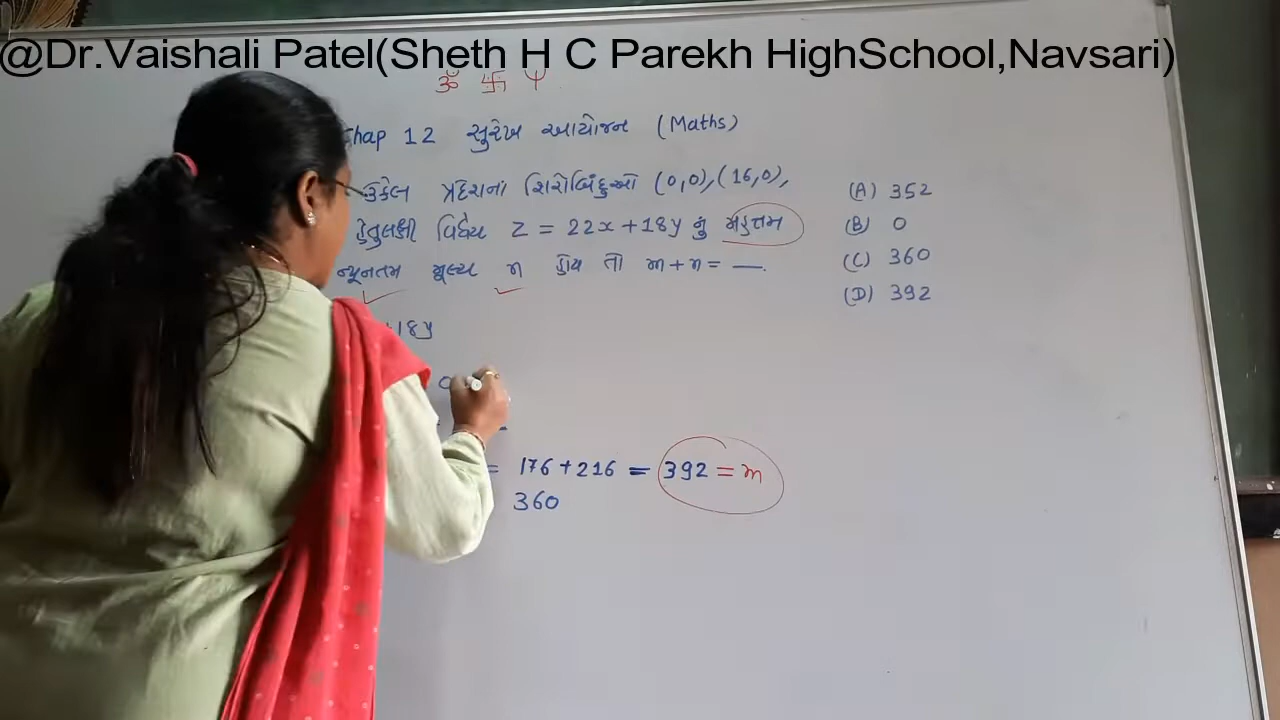 @Dr.Vaishali Patel(Sheth H C Parekh HighSchool,Navsari)
ૐ 卐 Ψ
Chap 12 સુરેખ આયોજન (Maths)
ઉકેલ પ્રદેશનાં શિરોબિંદુઓ (0,0),(16,0),
હેતુલક્ષી વિધેય Z = 22x+18y નું મહત્તમ
ન્યૂનતમ મૂલ્ય n હોય તો m+n = —.
(A) 352
(B) 0
(C) 360
(D) 392
+18y
0
= 176+216 = 392 = m
360